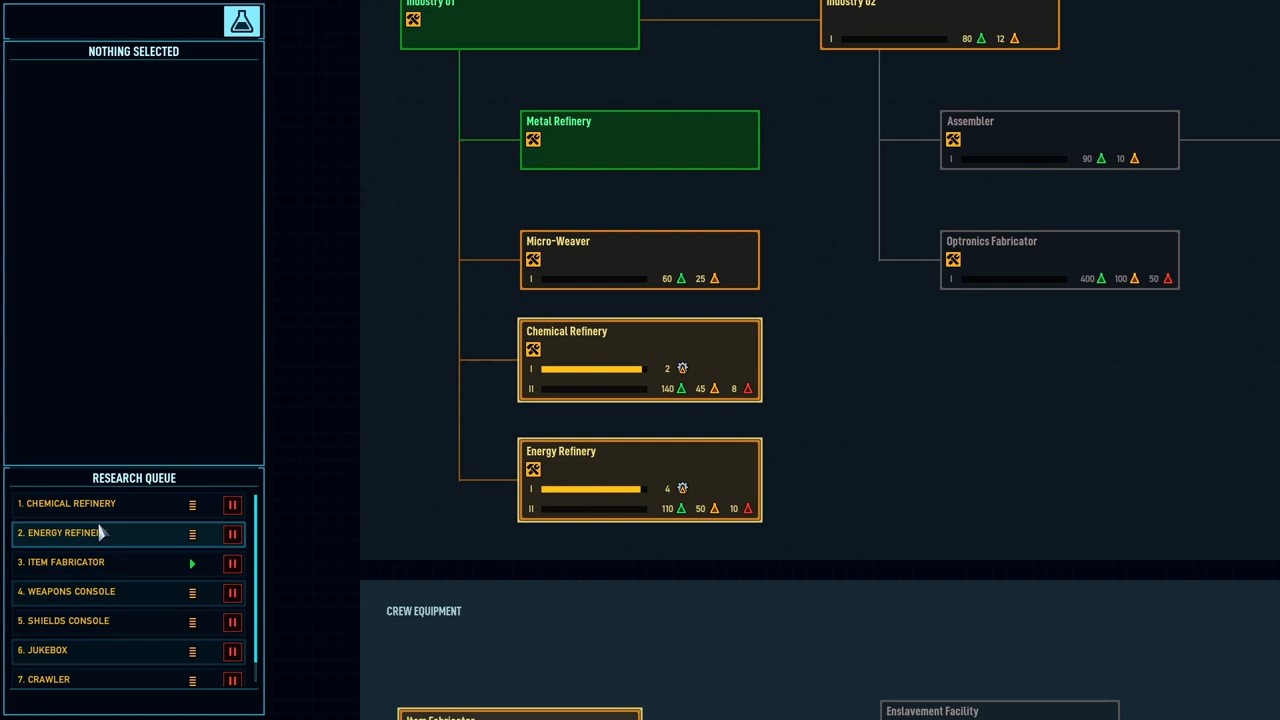 NOTHING SELECTED
RESEARCH QUEUE
1. CHEMICAL REFINERY
2. ENERGY REFINE
3. ITEM FABRICATOR
4. WEAPONS CONSOLE
5. SHIELDS CONSOLE
6. JUKEBOX
7. CRAWLER
Industry 01
Industry 02
I 80 12
Metal Refinery
Assembler
I 90 10
Micro-Weaver
I 60 25
Optronics Fabricator
I 400 100 50
Chemical Refinery
I 2
II 140 45 8
Energy Refinery
I 4
II 110 50 10
CREW EQUIPMENT
Item Fabricator
Enslavement Facility